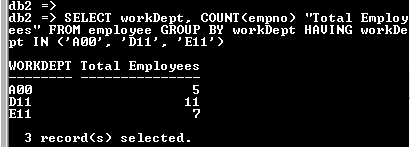 db2 =>
db2 => SELECT workDept, COUNT(empno) "Total Employ
ees" FROM employee GROUP BY workDept HAVING workDe
pt IN ('A00', 'D11', 'E11')
WORKDEPT Total Employees
-------- ---------------
A00 5
D11 11
E11 7
3 record(s) selected.